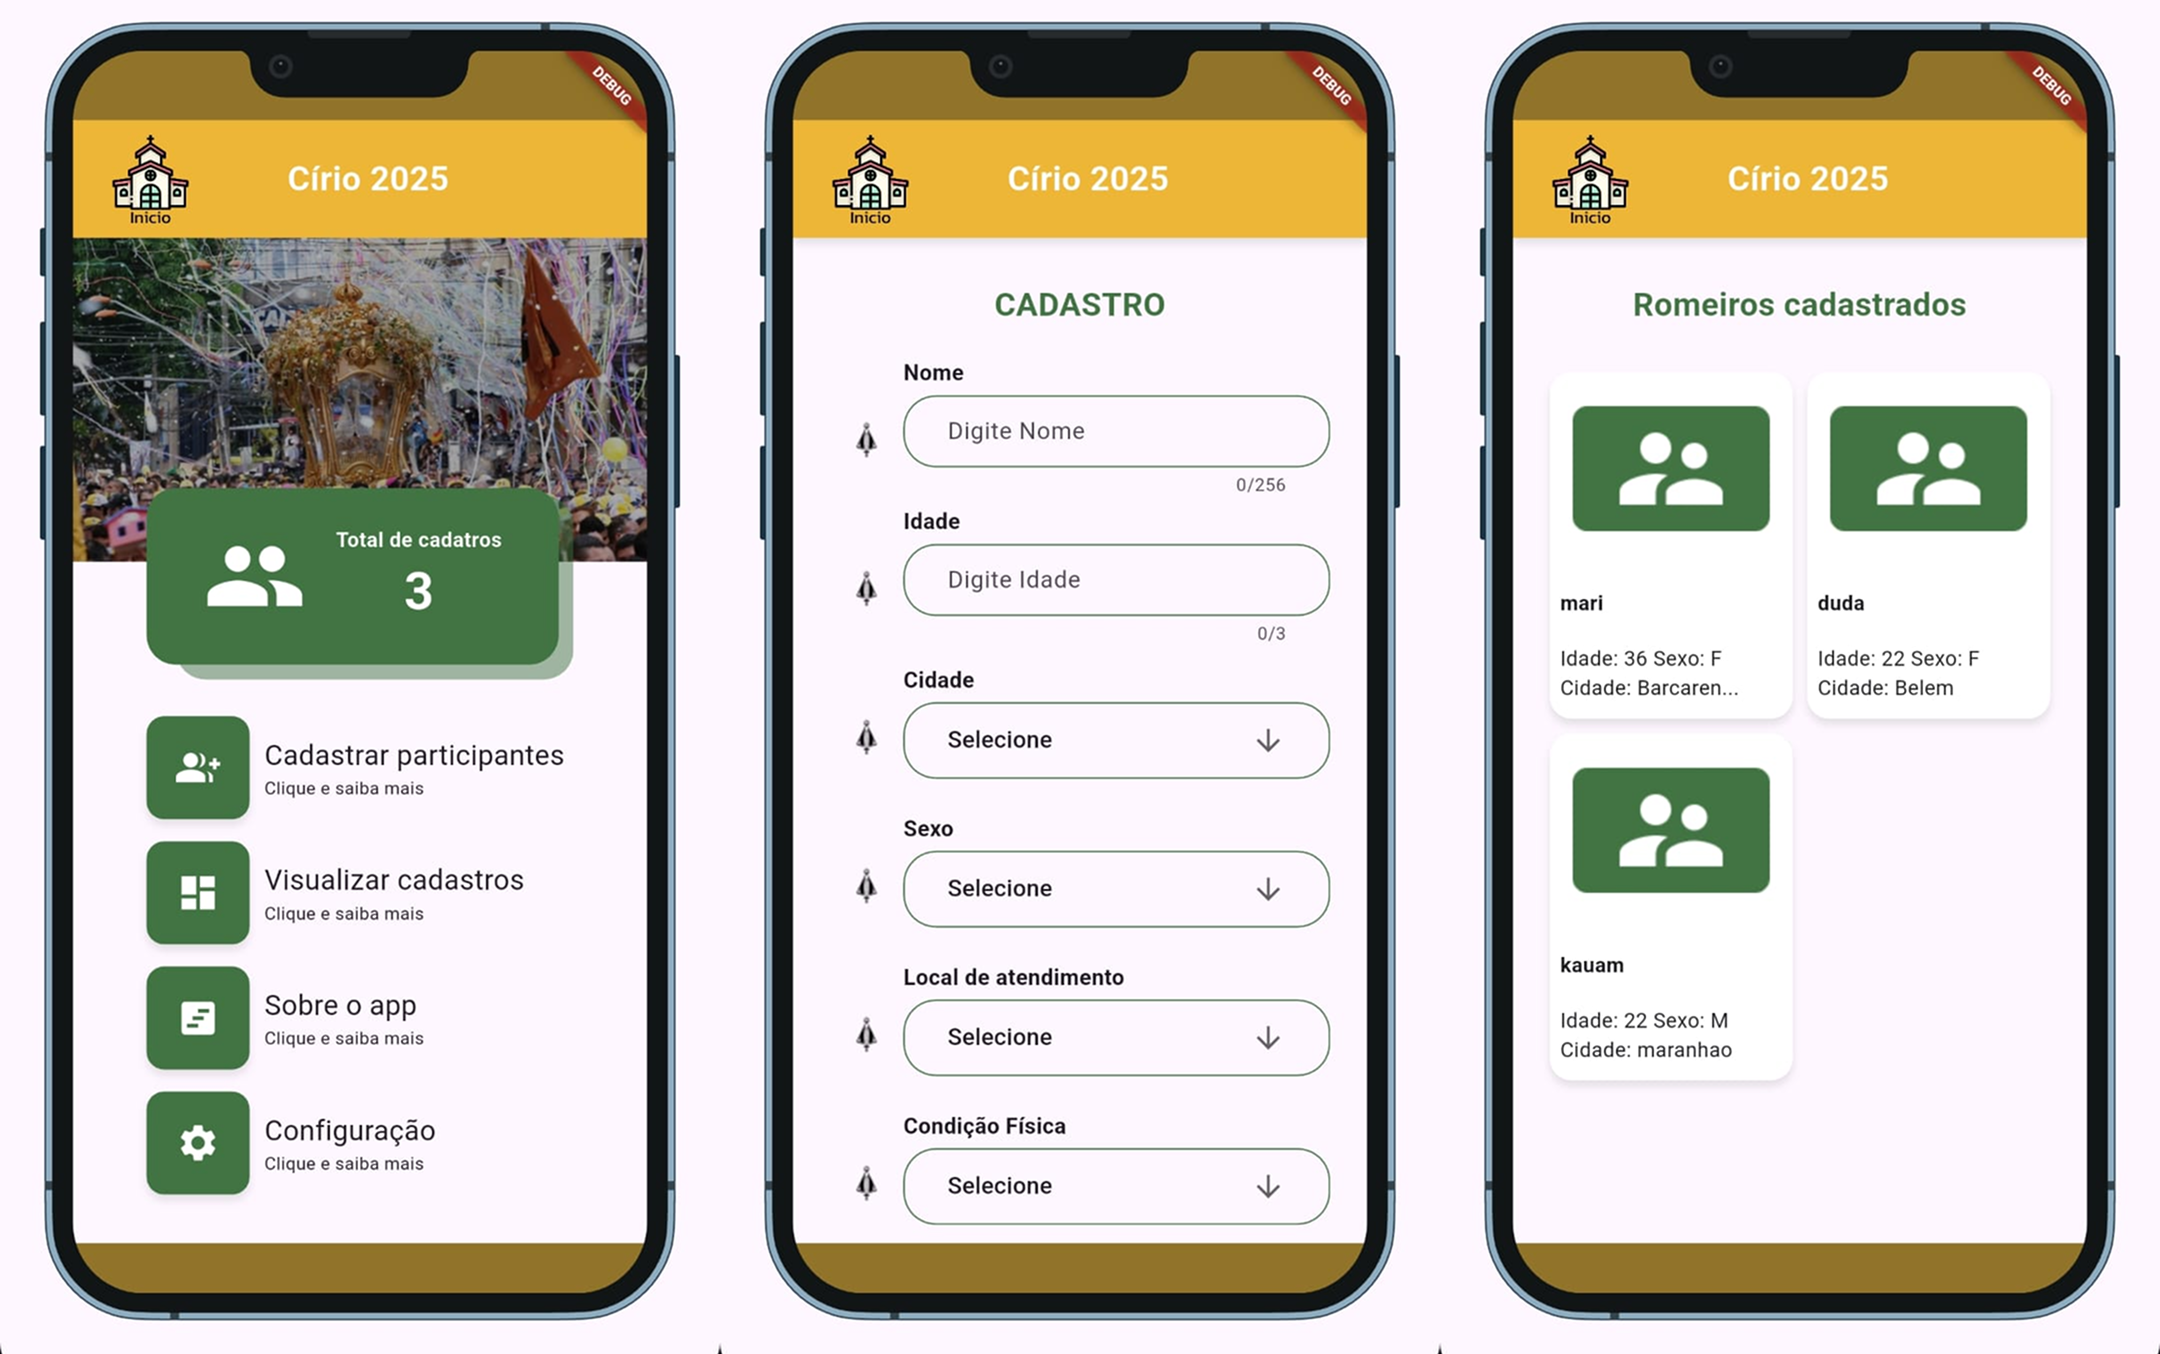 DEBUG
Círio 2025
Inicio
Total de cadatros
3
Cadastrar participantes
Clique e saiba mais
Visualizar cadastros
Clique e saiba mais
Sobre o app
Clique e saiba mais
Configuração
Clique e saiba mais
DEBUG
Círio 2025
Inicio
CADASTRO
Nome
Digite Nome
0/256
Idade
Digite Idade
0/3
Cidade
Selecione
Sexo
Selecione
Local de atendimento
Selecione
Condição Física
Selecione
DEBUG
Círio 2025
Inicio
Romeiros cadastrados
mari
Idade: 36 Sexo: F
Cidade: Barcaren...
duda
Idade: 22 Sexo: F
Cidade: Belem
kauam
Idade: 22 Sexo: M
Cidade: maranhao